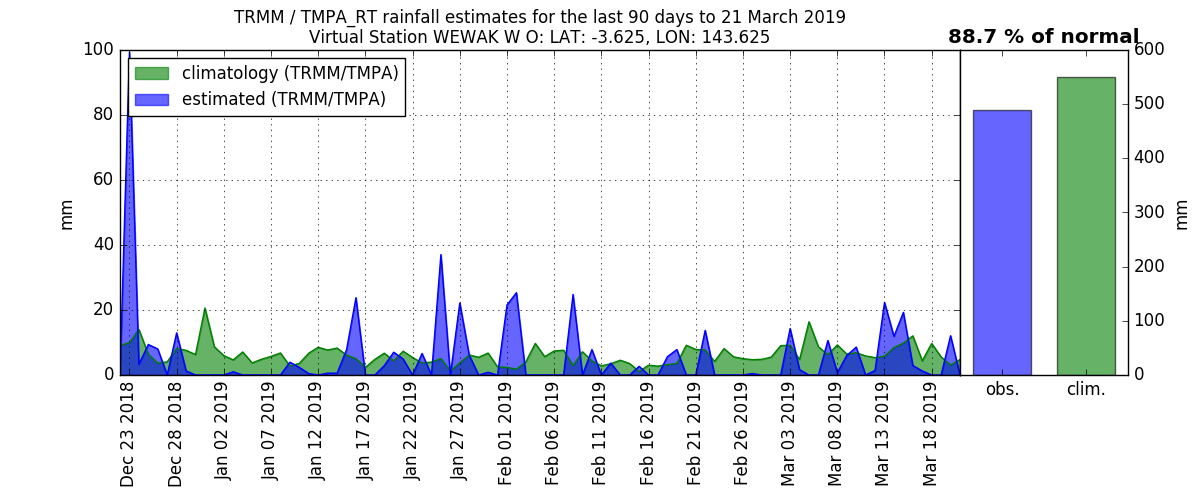 TRMM / TMPA_RT rainfall estimates for the last 90 days to 21 March 2019
Virtual Station WEWAK W O: LAT: -3.625, LON: 143.625
88.7 % of normal
climatology (TRMM/TMPA)
estimated (TRMM/TMPA)
mm
100
80
60
40
20
0
Dec 23 2018
Dec 28 2018
Jan 02 2019
Jan 07 2019
Jan 12 2019
Jan 17 2019
Jan 22 2019
Jan 27 2019
Feb 01 2019
Feb 06 2019
Feb 11 2019
Feb 16 2019
Feb 21 2019
Feb 26 2019
Mar 03 2019
Mar 08 2019
Mar 13 2019
Mar 18 2019
obs.
clim.
600
500
400
300
200
100
0
mm